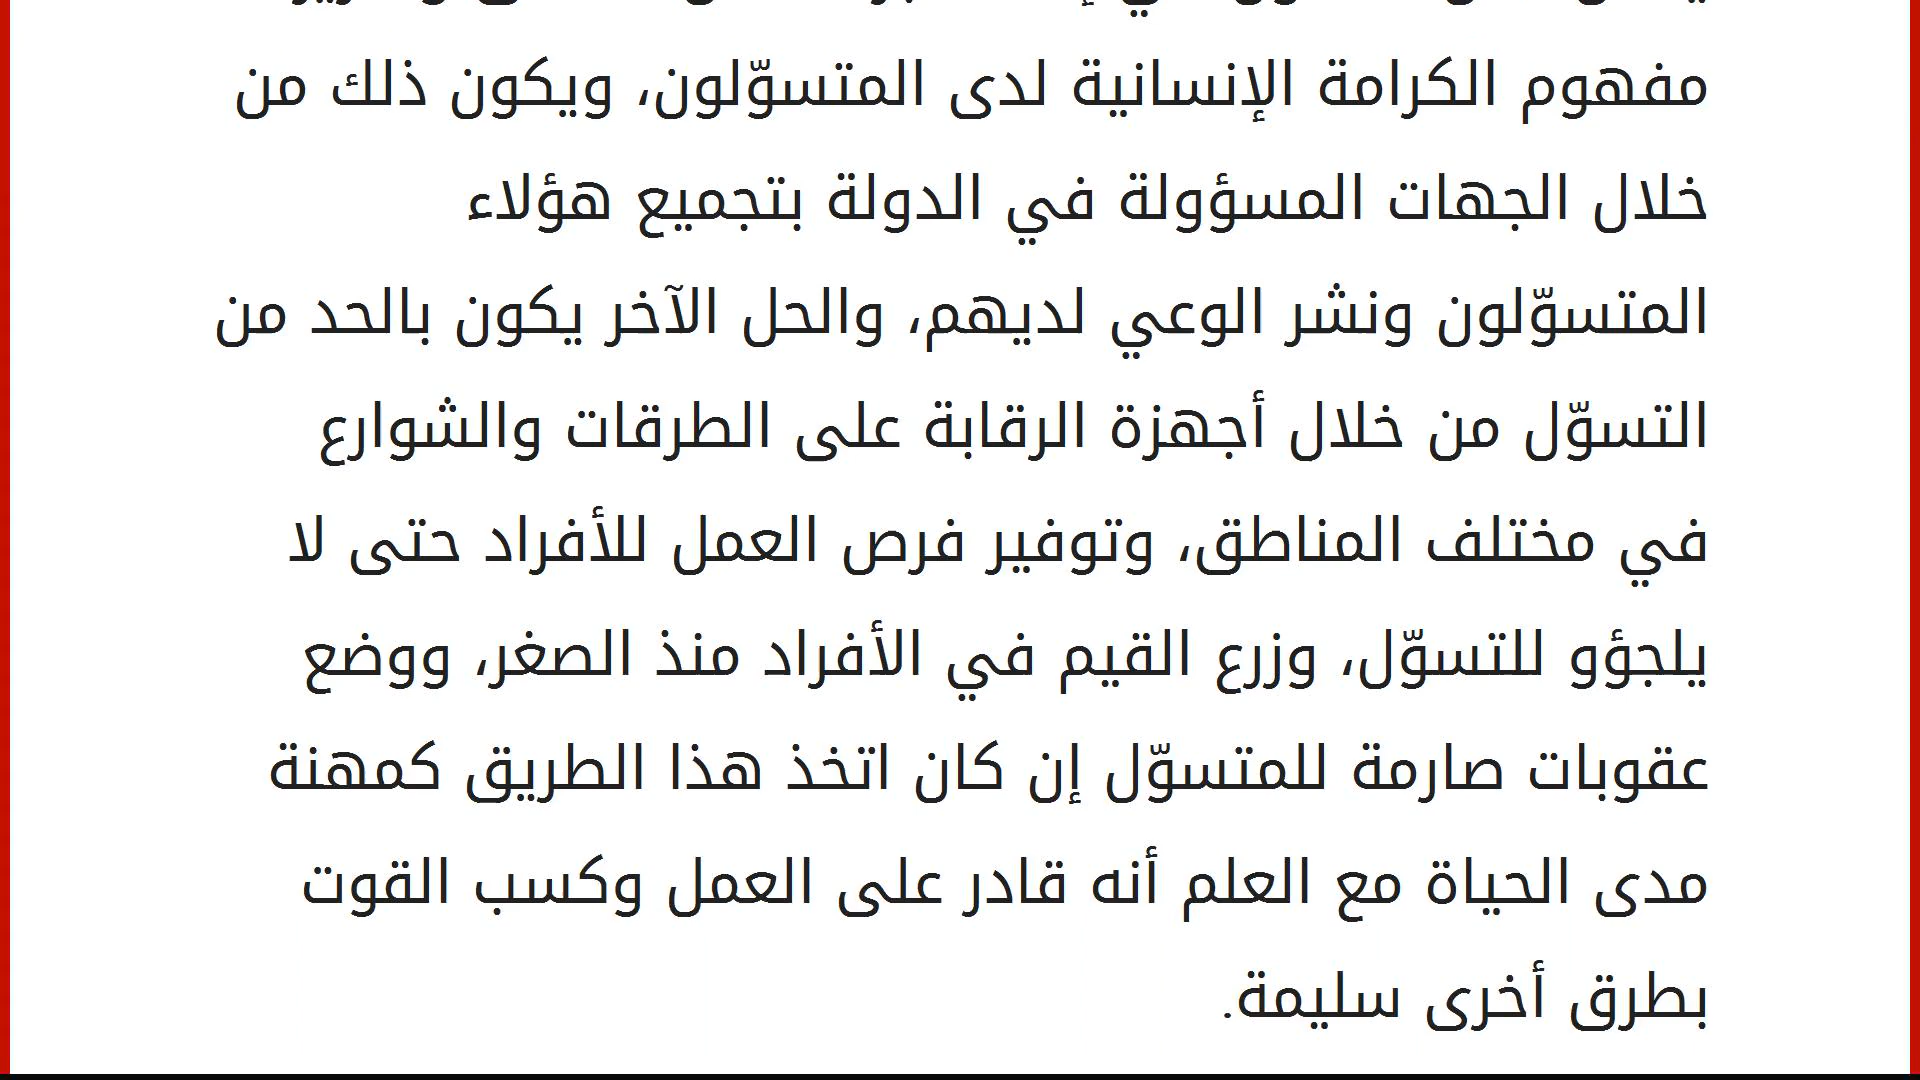 مفهوم الكرامة الإنسانية لدى المتسوّلون، ويكون ذلك من
خلال الجهات المسؤولة في الدولة بتجميع هؤلاء
المتسوّلون ونشر الوعي لديهم، والحل الآخر يكون بالحد من
التسوّل من خلال أجهزة الرقابة على الطرقات والشوارع
في مختلف المناطق، وتوفير فرص العمل للأفراد حتى لا
يلجؤو للتسوّل، وزرع القيم في الأفراد منذ الصغر، ووضع
عقوبات صارمة للمتسوّل إن كان اتخذ هذا الطريق كمهنة
مدى الحياة مع العلم أنه قادر على العمل وكسب القوت
بطرق أخرى سليمة.